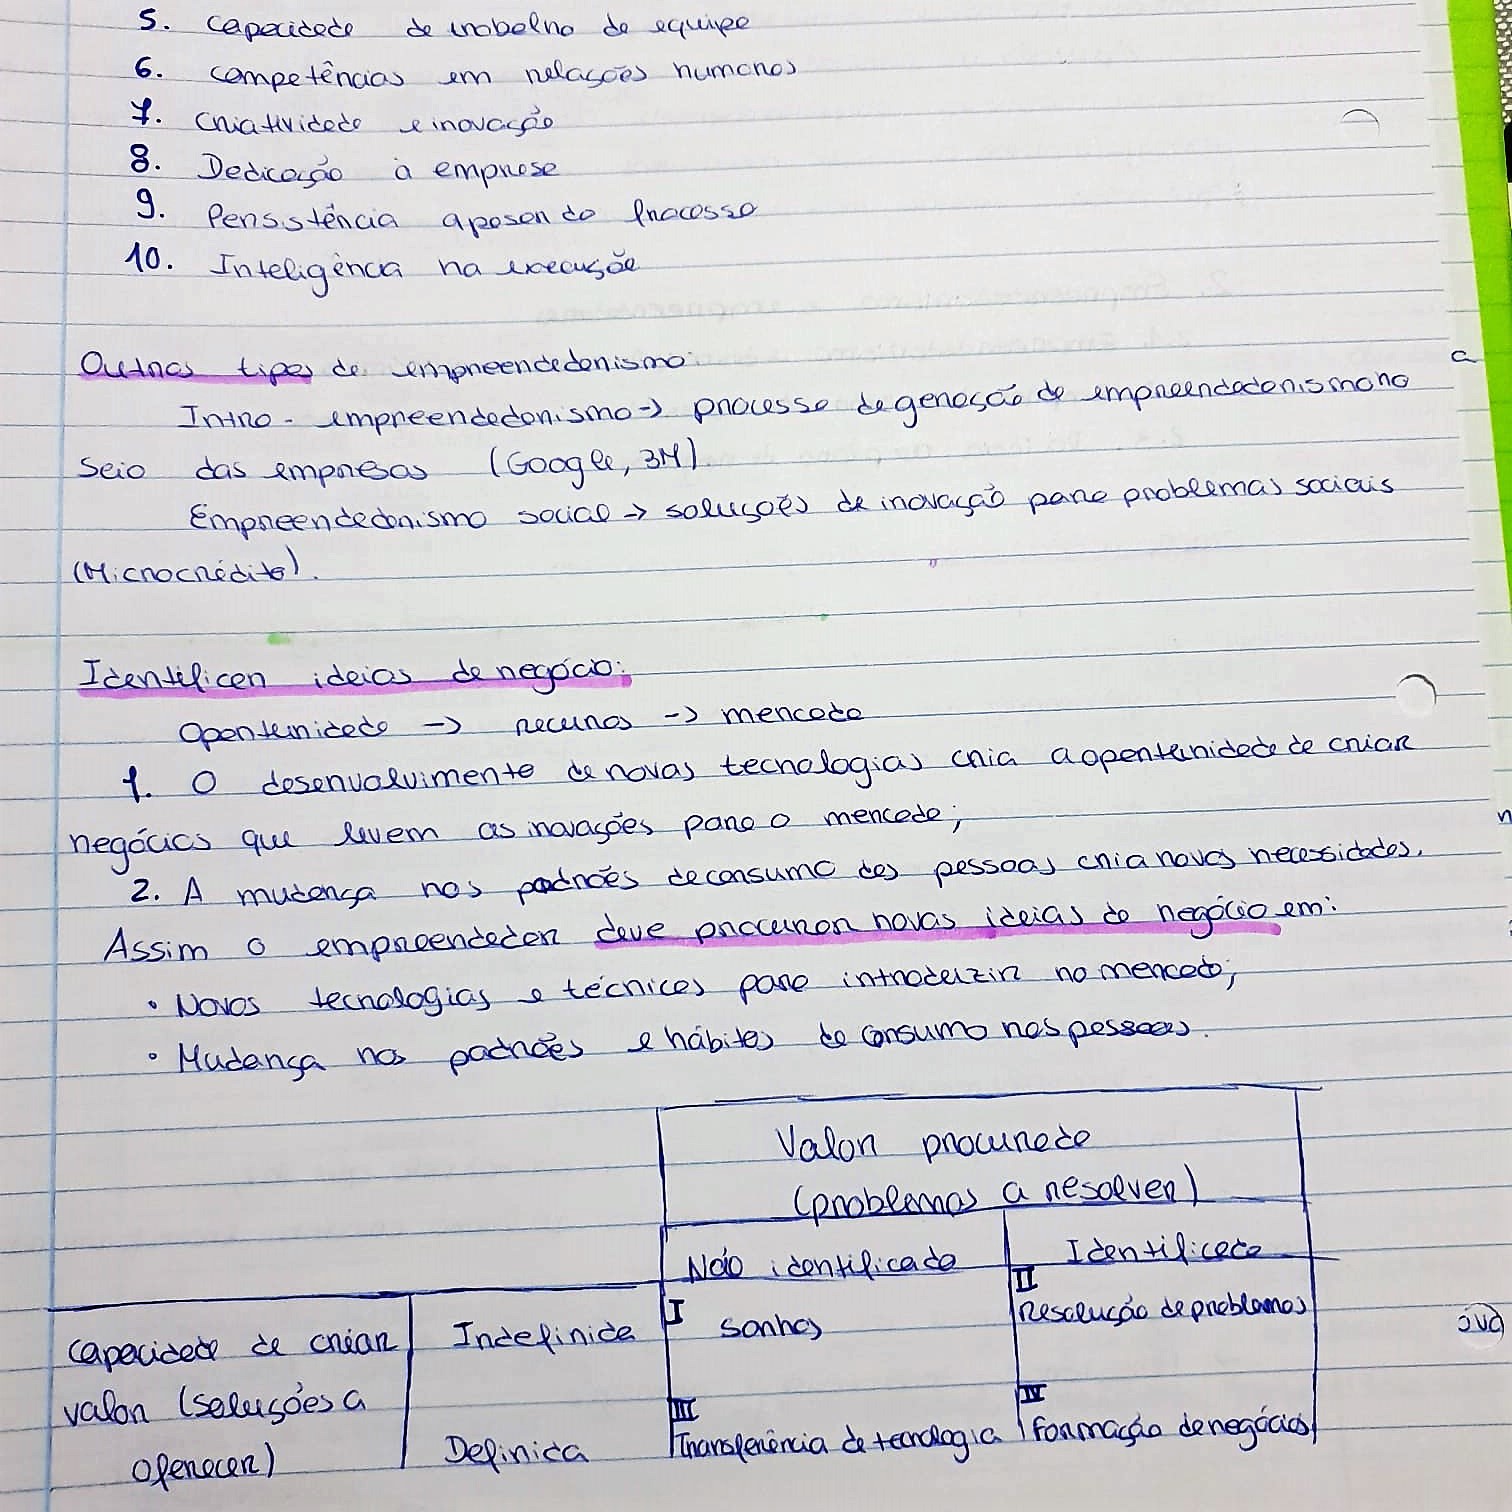 5. Capacidade de trabalho de equipe
6. Competências em relações humanas
7. Criatividade e inovação
8. Dedicação à empresa
9. Persistência apesar do fracasso
10. Inteligência na execução
Outros tipos de empreendedorismo:
Intra-empreendedorismo -> processo de geração de empreendedorismo no
seio das empresas (Google, 3M).
Empreendedorismo social -> soluções de inovação para problemas sociais
(Microcrédito).
Identificar ideias de negócio:
Oportunidade -> recursos -> mercado
1. O desenvolvimento de novas tecnologias cria a oportunidade de criar
negócios que levem as inovações para o mercado;
2. A mudança nos padrões de consumo das pessoas cria novas necessidades.
Assim o empreendedor deve procurar novas ideias de negócio em:
• Novas tecnologias e técnicas para introduzir no mercado;
• Mudança nos padrões e hábitos de consumo nas pessoas.
Valor procurado
(problemas a resolver)
Não identificado Identificado
Capacidade de criar Indefinida I Sonhos II Resolução de problemas
valor (soluções a
oferecer) Definida III Transferência de tecnologia IV Formação de negócios